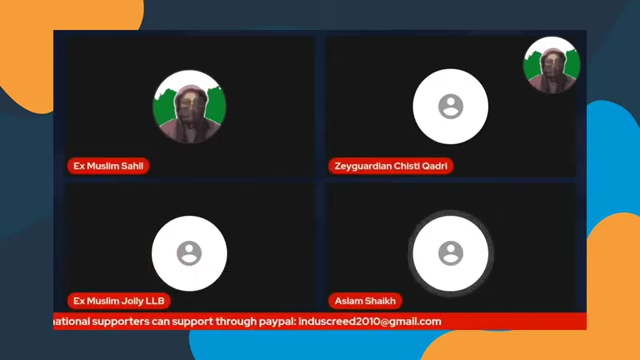 Ex Muslim Sahil
Zeyguardian Chisti Qadri
Ex Muslim Jolly LLB
Aslam Shaikh
national supporters can support through paypal: induscreed2010@gmail.com